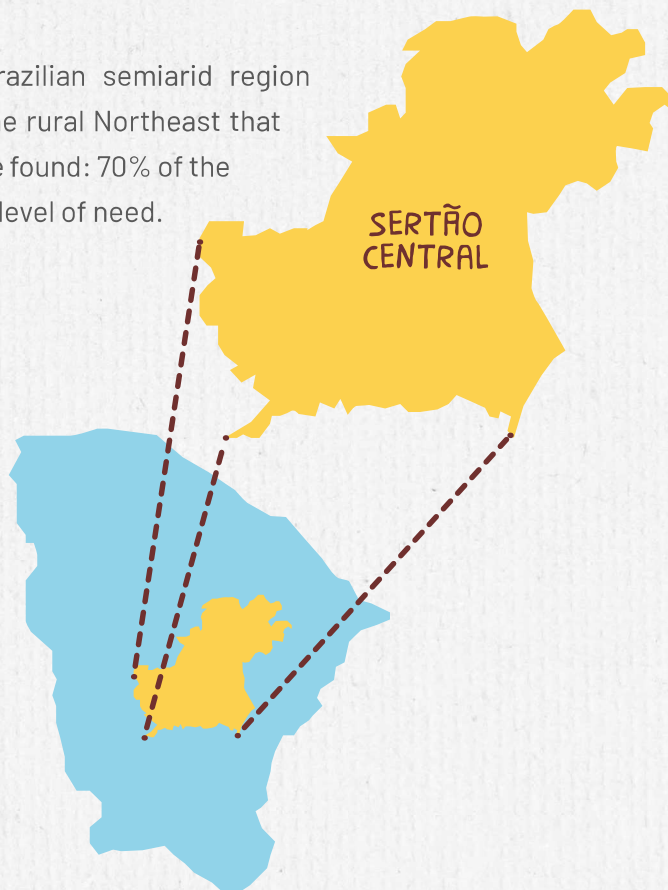 razilian semiarid region
e rural Northeast that
found: 70% of the
level of need.
SERTÃO
CENTRAL